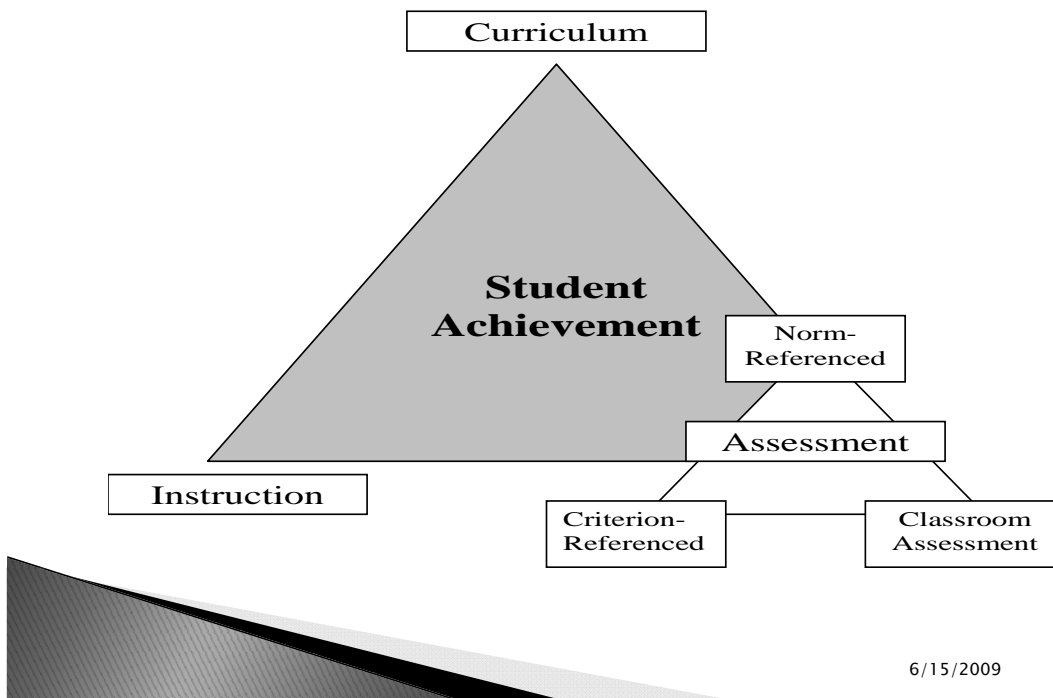 Curriculum
Student
Achievement
Norm-
Referenced
Assessment
Instruction
Criterion-
Referenced
Classroom
Assessment
6/15/2009